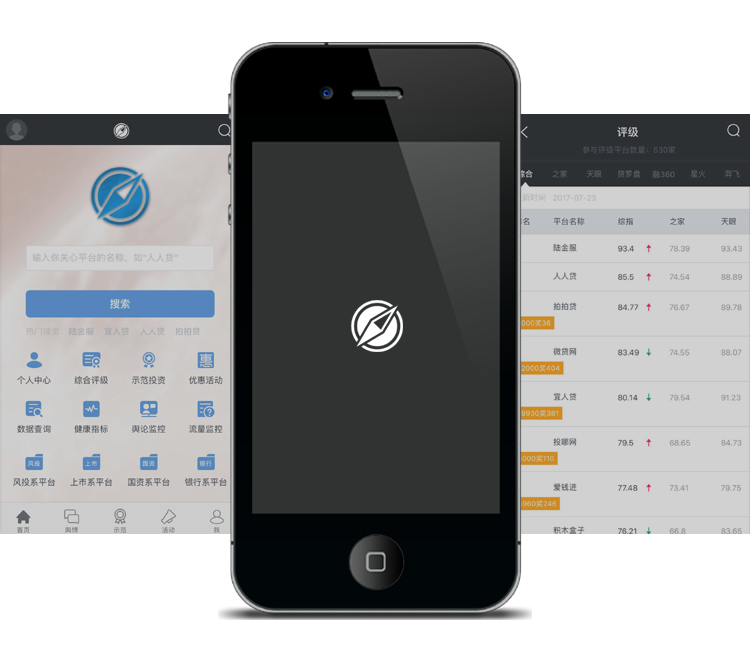 输入你关心平台的名称、如"人人贷"
搜索
热门搜索 陆金服 宜人贷 人人贷 拍拍贷
个人中心 综合评级 示范投资 优惠活动
数据查询 健康指标 舆论监控 流量监控
风投 上市 国资 银行
风投系平台 上市系平台 国资系平台 银行系平台
首页 舆情 示范 活动 我
评级
参与评级平台数量：530家
综合 之家 天眼 贷罗盘 融360 星火 羿飞
新时间 2017-07-23
名 平台名称 综指 之家 天眼
陆金服 93.4 78.39 93.43
人人贷 85.5 74.54 88.89
拍拍贷 84.77 76.67 89.78
000奖36
微贷网 83.49 74.55 88.07
2000奖404
宜人贷 80.14 79.54 91.23
9930奖381
投哪网 79.5 68.65 84.73
0000奖110
爱钱进 77.48 73.41 79.75
960奖246
积木盒子 76.21 66.8 83.65